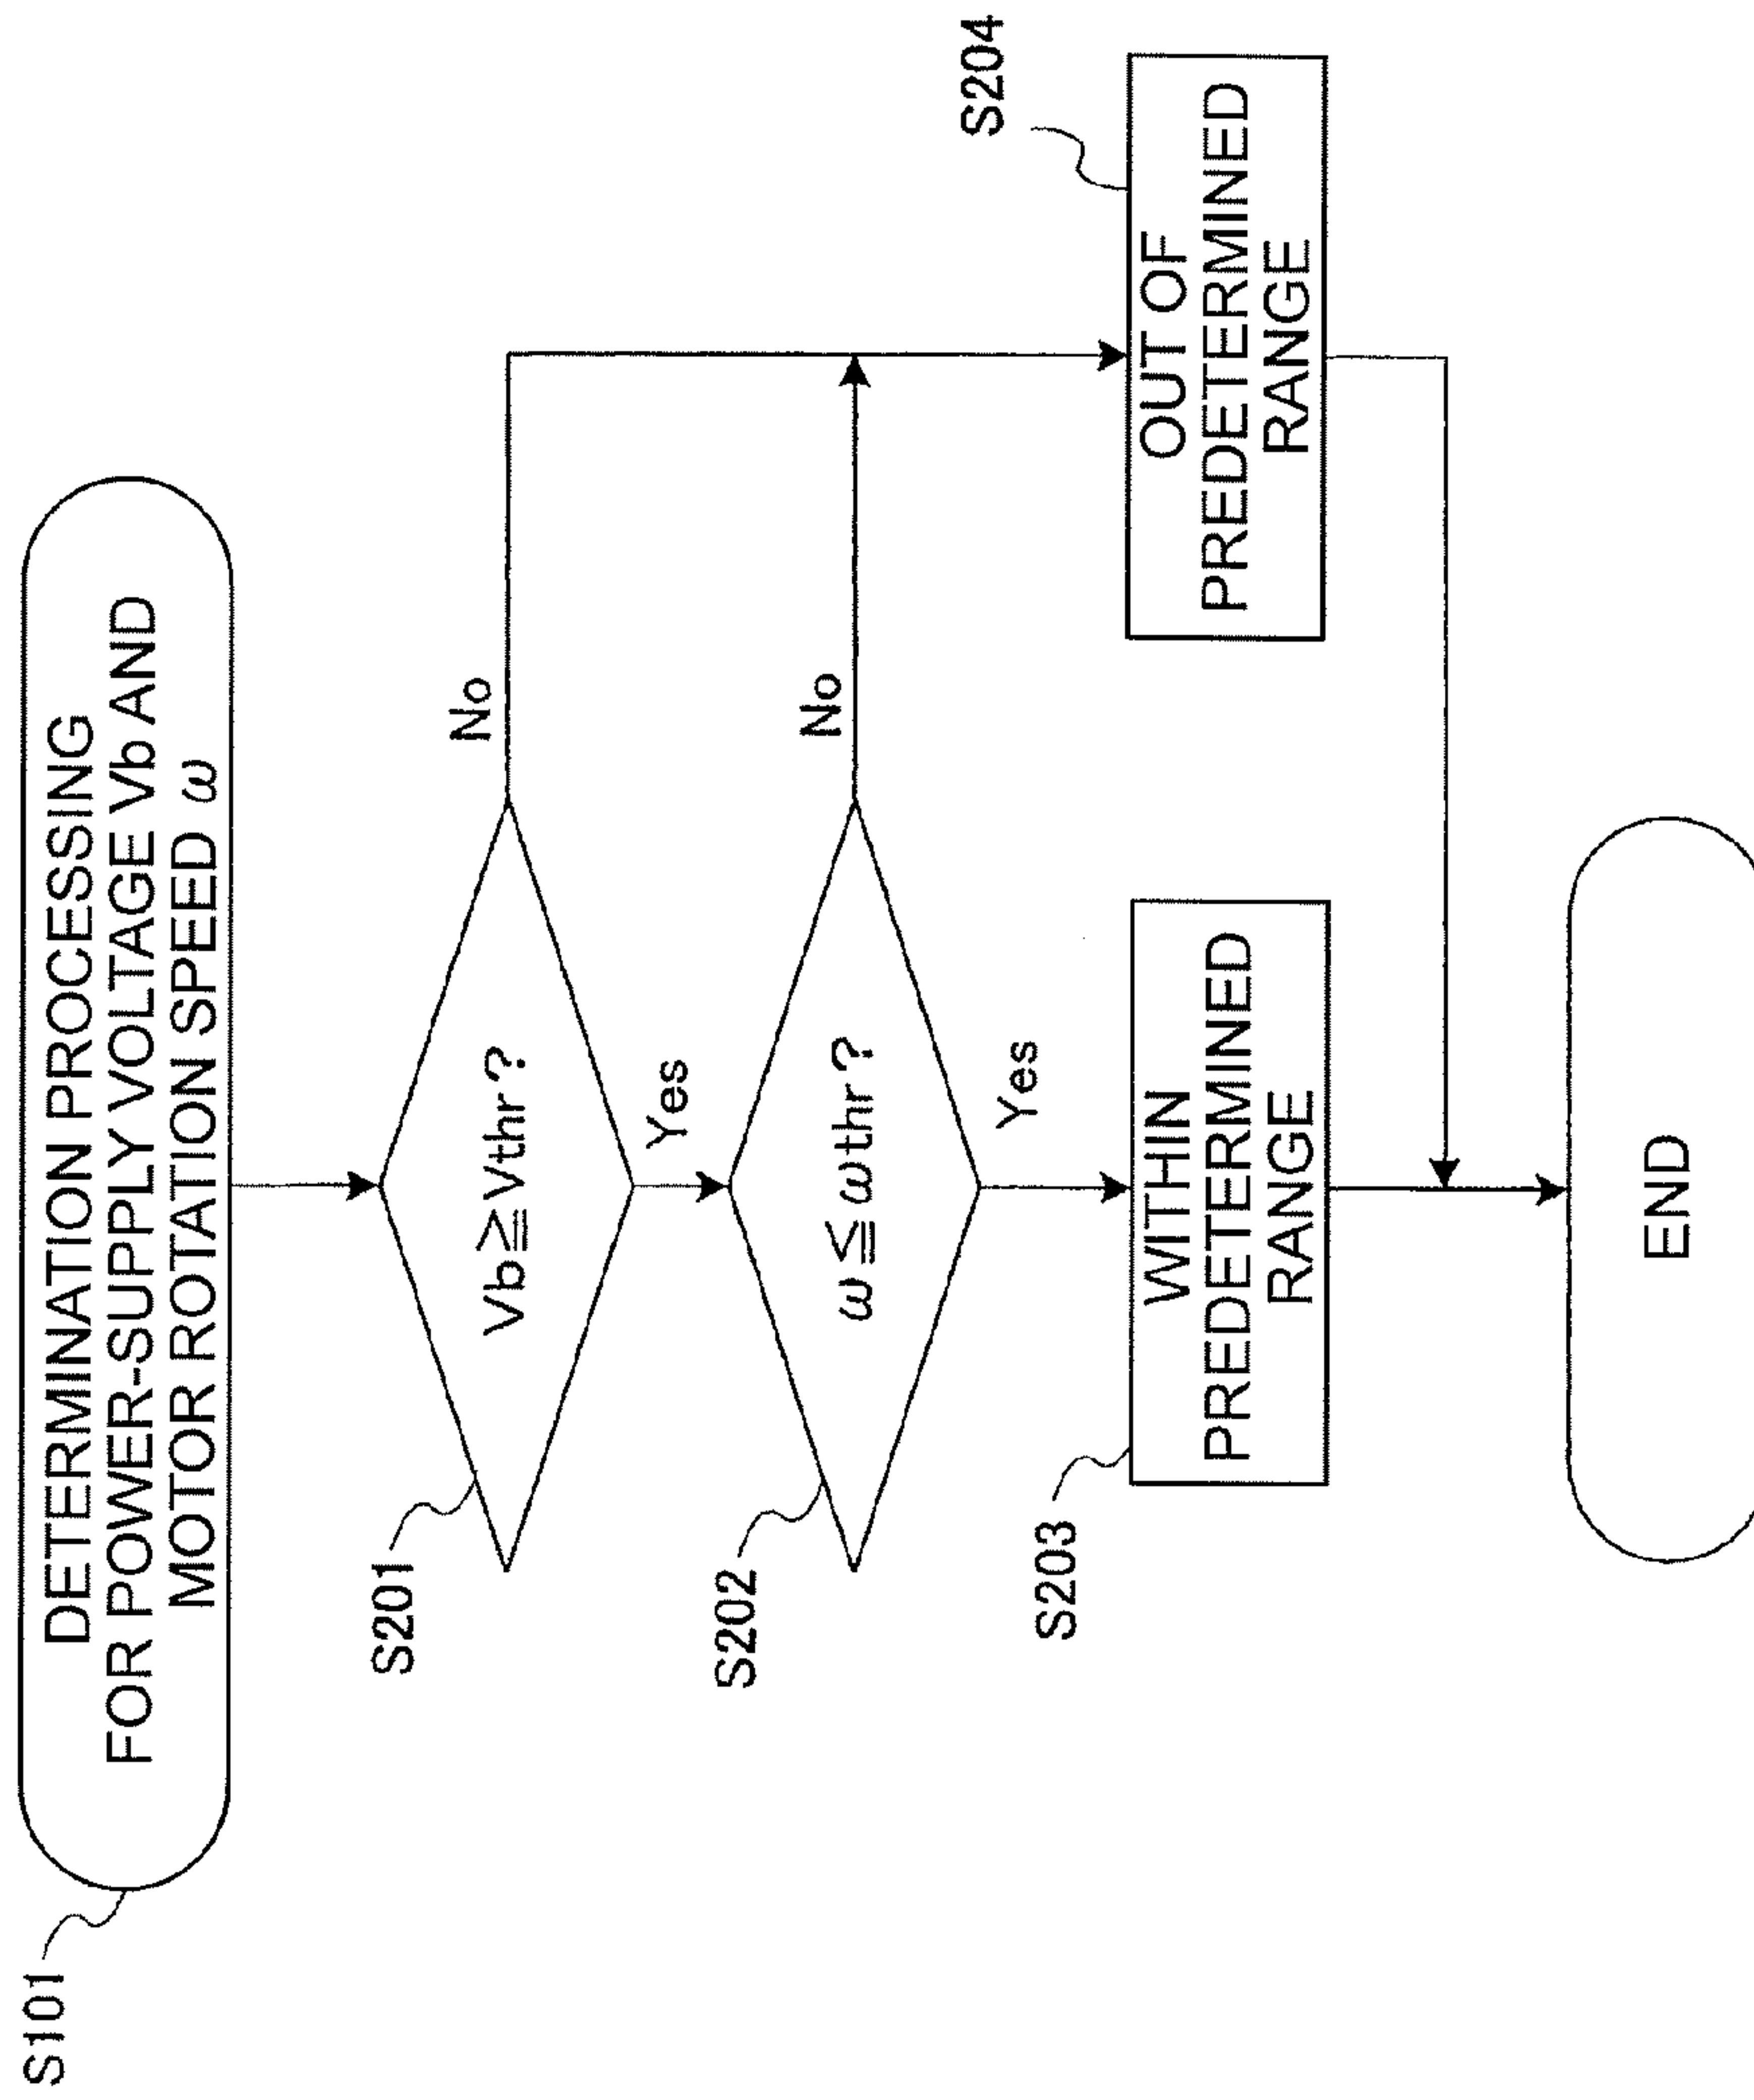 S101
DETERMINATION PROCESSING
FOR POWER-SUPPLY VOLTAGE Vb AND
MOTOR ROTATION SPEED ω
S201
Vb≧Vthr?
No
Yes
S202
ω≦ωthr?
No
Yes
S203
WITHIN
PREDETERMINED
RANGE
S204
OUT OF
PREDETERMINED
RANGE
END